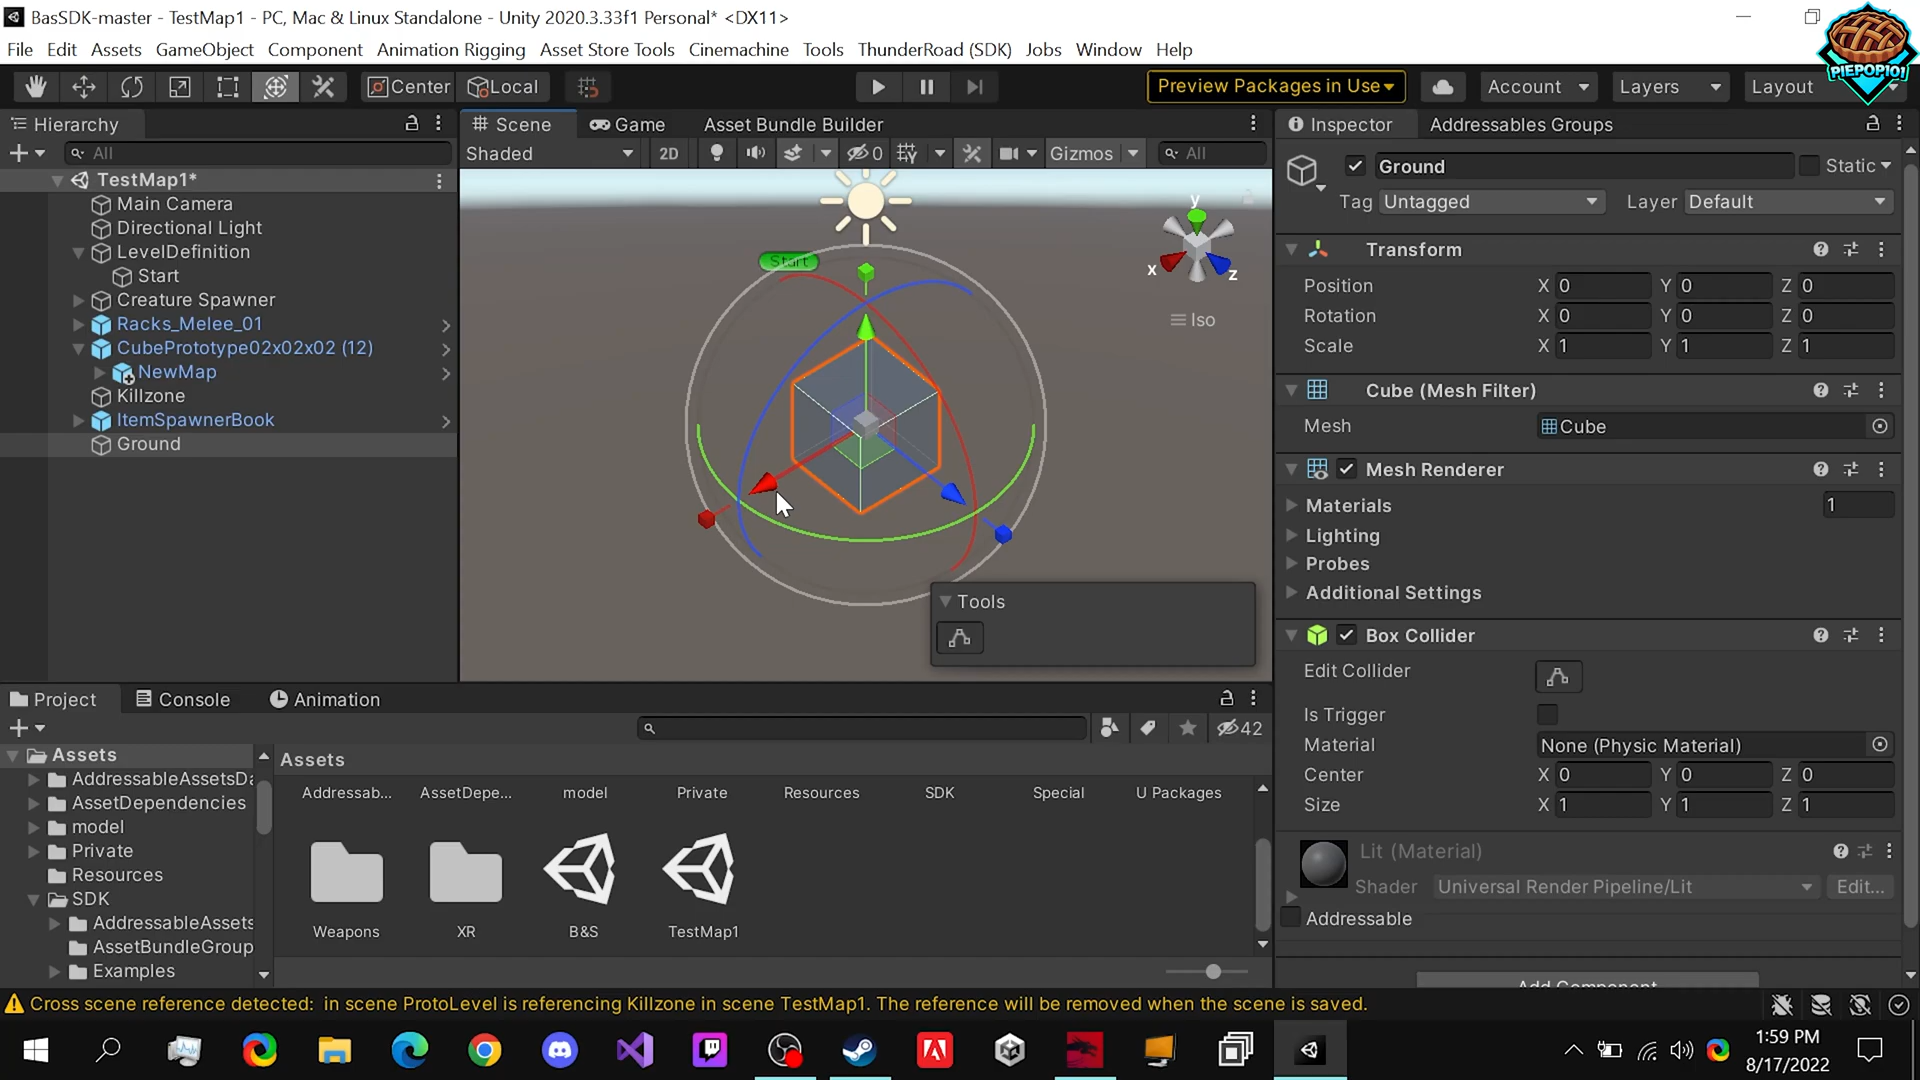 BasSDK-master - TestMap1 - PC, Mac & Linux Standalone - Unity 2020.3.33f1 Personal* <DX11>
PIEPOP101
File Edit Assets GameObject Component Animation Rigging Asset Store Tools Cinemachine Tools ThunderRoad (SDK) Jobs Window Help
Center Local Preview Packages in Use Account Layers Layout
Hierarchy
Scene Game Asset Bundle Builder
Inspector Addressables Groups
All
Shaded 2D 0 Gizmos All
TestMap1*
Main Camera
Directional Light
LevelDefinition
Start
Creature Spawner
Racks_Melee_01
CubePrototype02x02x02 (12)
NewMap
Killzone
ItemSpawnerBook
Ground
Start
y
x z
Iso
Tools
Ground Static
Tag Untagged Layer Default
Transform
Position X 0 Y 0 Z 0
Rotation X 0 Y 0 Z 0
Scale X 1 Y 1 Z 1
Cube (Mesh Filter)
Mesh Cube
Mesh Renderer
Materials 1
Lighting
Probes
Additional Settings
Box Collider
Edit Collider
Is Trigger
Material None (Physic Material)
Center X 0 Y 0 Z 0
Size X 1 Y 1 Z 1
Lit (Material)
Shader Universal Render Pipeline/Lit Edit...
Addressable
Add Component
Project Console Animation
42
Assets
AddressableAssetsDa
AssetDependencies
model
Private
Resources
SDK
AddressableAssets
AssetBundleGroup
Examples
Assets
Addressab... AssetDepe... model Private Resources SDK Special U Packages
Weapons XR B&S TestMap1
Cross scene reference detected: in scene ProtoLevel is referencing Killzone in scene TestMap1. The reference will be removed when the scene is saved.
1:59 PM
8/17/2022